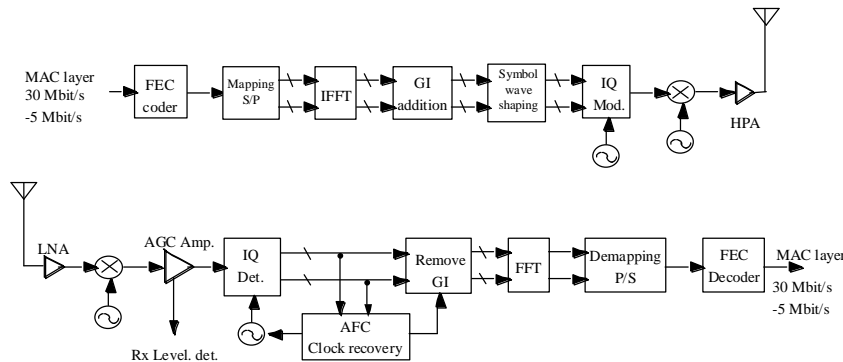 MAC layer
30 Mbit/s
-5 Mbit/s
FEC
coder
Mapping
S/P
IFFT
GI
addition
Symbol
wave
shaping
IQ
Mod.
HPA
LNA
AGC Amp.
Rx Level. det.
IQ
Det.
AFC
Clock recovery
Remove
GI
FFT
Demapping
P/S
FEC
Decoder
MAC layer
30 Mbit/s
-5 Mbit/s